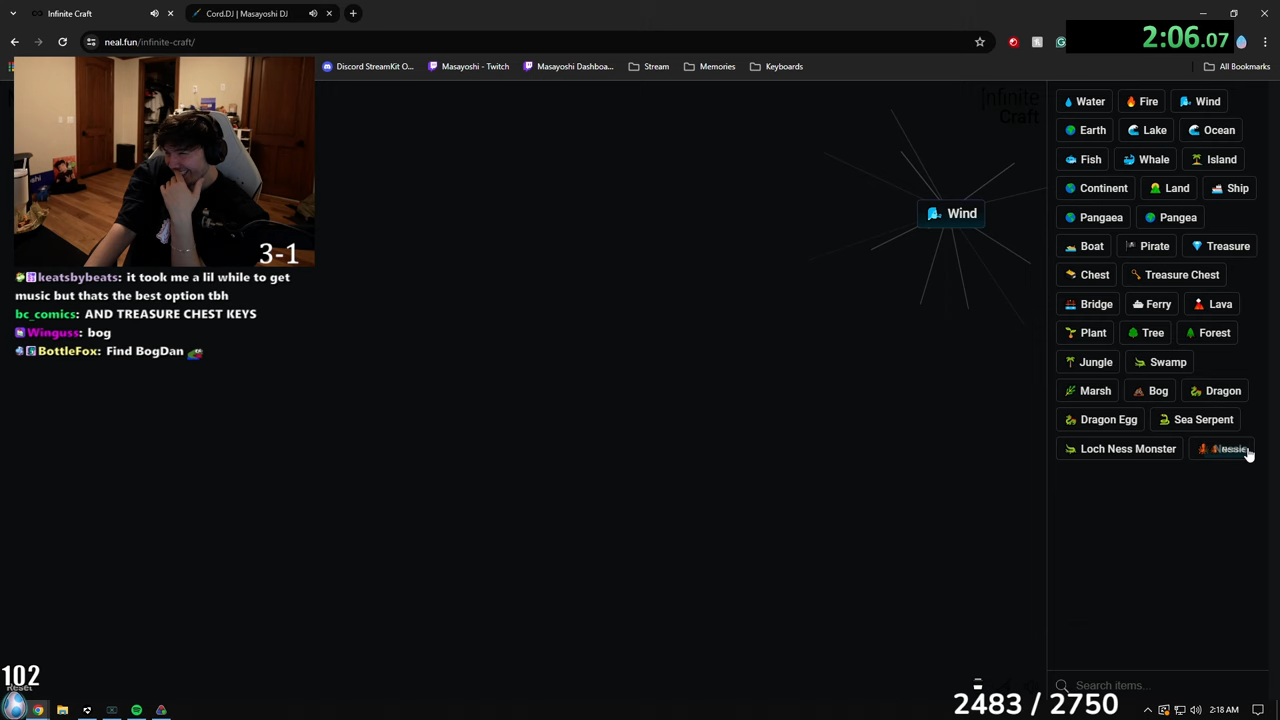 Infinite Craft
Cord.DJ | Masayoshi DJ
2:06.07
neal.fun/infinite-craft/
Discord StreamKit O...
Masayoshi - Twitch
Masayoshi Dashboa...
Stream
Memories
Keyboards
All Bookmarks
Infinite
Craft
Water
Fire
Wind
Earth
Lake
Ocean
Fish
Whale
Island
Continent
Land
Ship
Pangaea
Pangea
Boat
Pirate
Treasure
Chest
Treasure Chest
Bridge
Ferry
Lava
Plant
Tree
Forest
Jungle
Swamp
Marsh
Bog
Dragon
Dragon Egg
Sea Serpent
Loch Ness Monster
Nessie
Wind
3-1
keatsbybeats: it took me a lil while to get
music but thats the best option tbh
bc_comics: AND TREASURE CHEST KEYS
Winguss: bog
BottleFox: Find BogDan
102
Reset
Search items...
2483 / 2750
2:18 AM